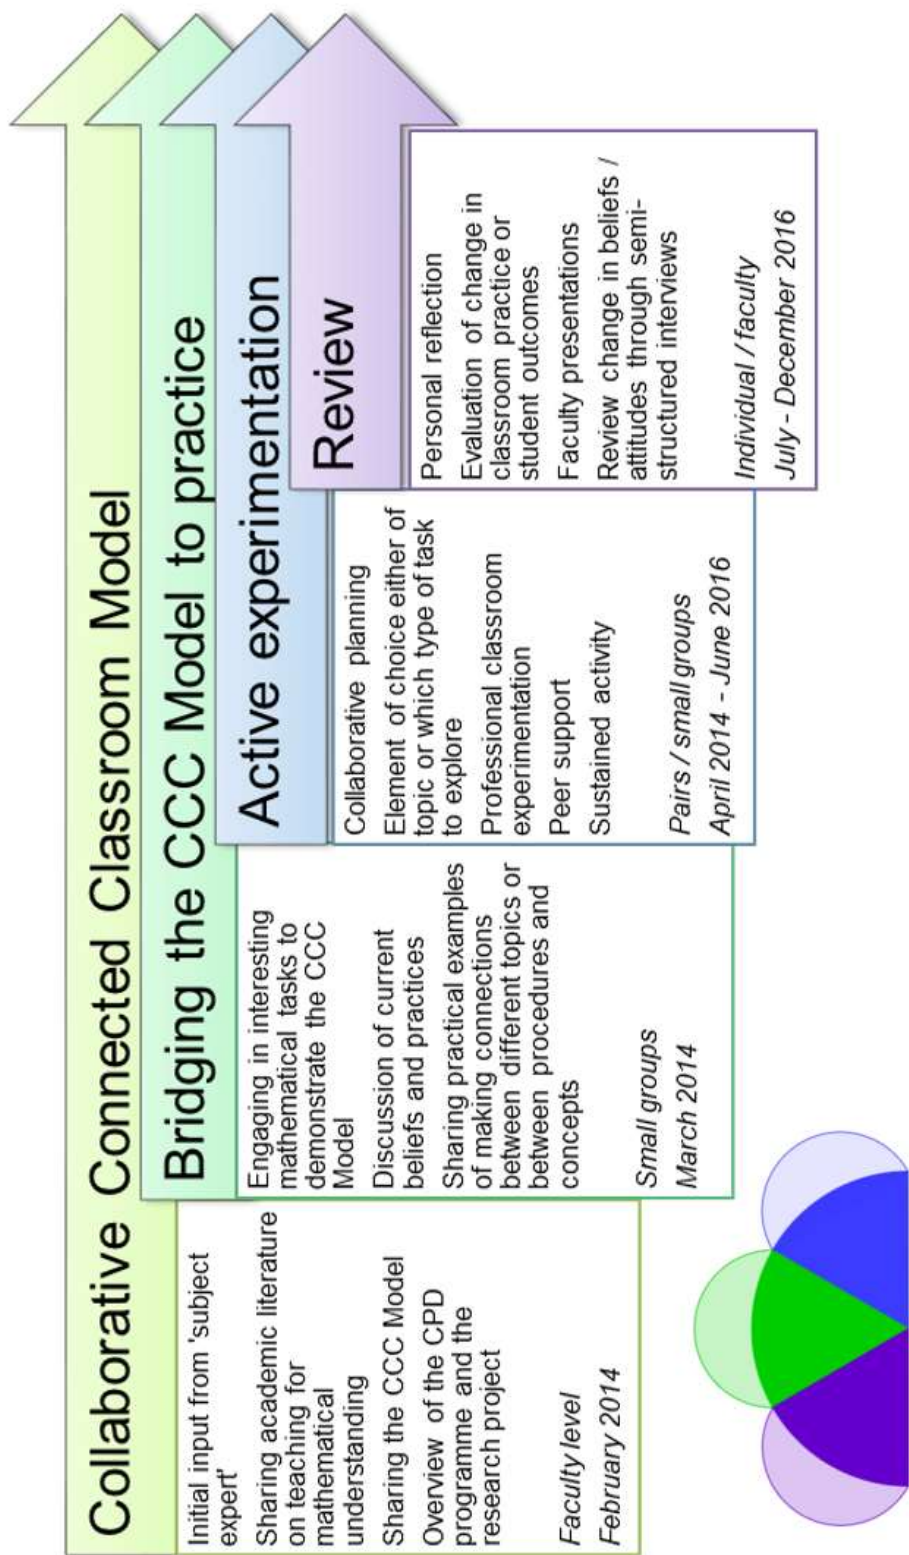 Collaborative Connected Classroom Model
Initial input from 'subject
expert'
Sharing academic literature
on teaching for
mathematical
understanding
Sharing the CCC Model
Overview of the CPD
programme and the
research project
Faculty level
February 2014
Bridging the CCC Model to practice
Engaging in interesting
mathematical tasks to
demonstrate the CCC
Model
Discussion of current
beliefs and practices
Sharing practical examples
of making connections
between different topics or
between procedures and
concepts
Small groups
March 2014
Active experimentation
Collaborative planning
Element of choice either of
topic or which type of task
to explore
Professional classroom
experimentation
Peer support
Sustained activity
Pairs / small groups
April 2014 - June 2016
Review
Personal reflection
Evaluation of change in
classroom practice or
student outcomes
Faculty presentations
Review change in beliefs /
attitudes through semi-
structured interviews
Individual / faculty
July - December 2016